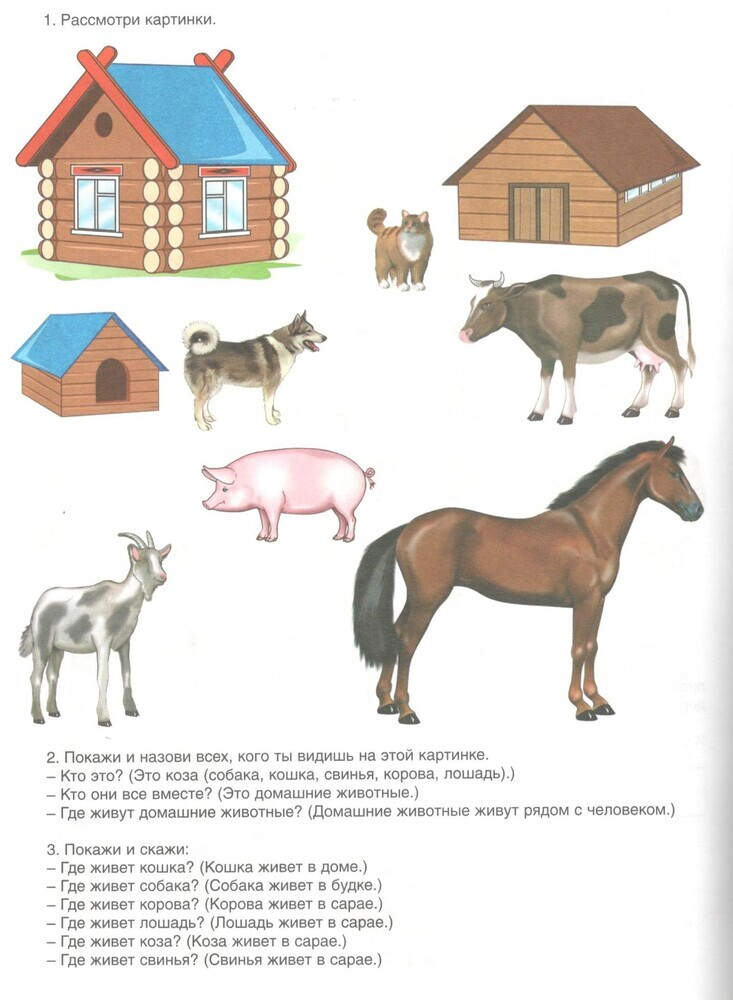 1. Рассмотри картинки.
2. Покажи и назови всех, кого ты видишь на этой картинке.
– Кто это? (Это коза (собака, кошка, свинья, корова, лошадь).)
– Кто они все вместе? (Это домашние животные.)
– Где живут домашние животные? (Домашние животные живут рядом с человеком.)
3. Покажи и скажи:
– Где живет кошка? (Кошка живет в доме.)
– Где живет собака? (Собака живет в будке.)
– Где живет корова? (Корова живет в сарае.)
– Где живет лошадь? (Лошадь живет в сарае.)
– Где живет коза? (Коза живет в сарае.)
– Где живет свинья? (Свинья живет в сарае.)